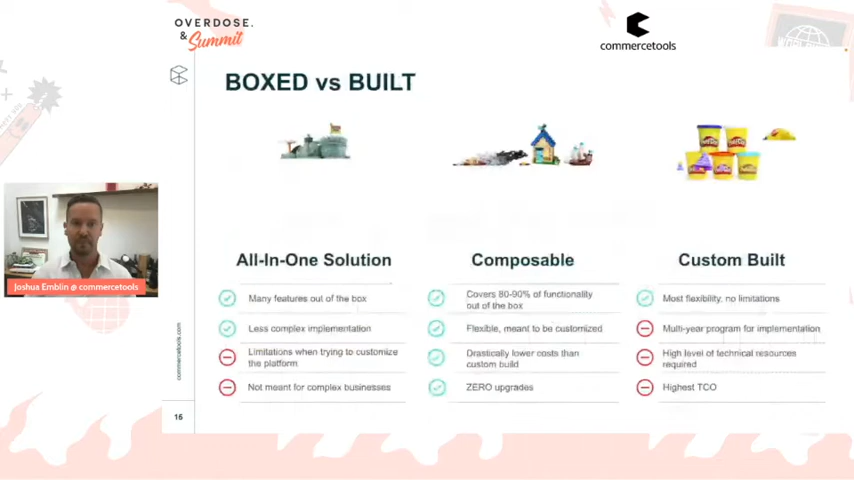 OVERDOSE.
& Summit
commercetools
BOXED vs BUILT
Joshua Emblin @ commercetools
commercetools.com
16
All-In-One Solution
Many features out of the box
Less complex implementation
Limitations when trying to customize
the platform
Not meant for complex businesses
Composable
Covers 80-90% of functionality
out of the box
Flexible, meant to be customized
Drastically lower costs than
custom build
ZERO upgrades
Custom Built
Most flexibility, no limitations
Multi-year program for implementation
High level of technical resources
required
Highest TCO